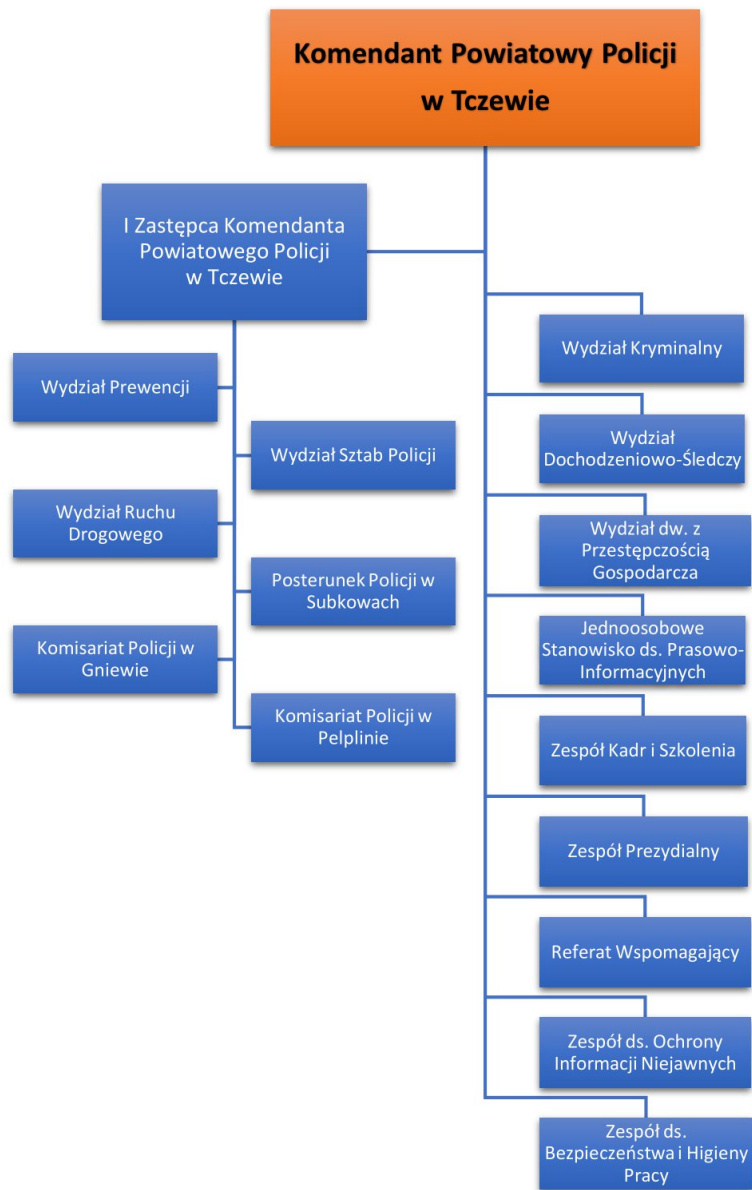 Komendant Powiatowy Policji
w Tczewie
I Zastępca Komendanta
Powiatowego Policji
w Tczewie
Wydział Prewencji
Wydział Sztab Policji
Wydział Ruchu
Drogowego
Posterunek Policji w
Subkowach
Komisariat Policji w
Gniewie
Komisariat Policji w
Pelplinie
Wydział Kryminalny
Wydział
Dochodzeniowo-Śledczy
Wydział dw. z
Przestępczością
Gospodarcza
Jednoosobowe
Stanowisko ds. Prasowo-
Informacyjnych
Zespół Kadr i Szkolenia
Zespół Prezydialny
Referat Wspomagający
Zespół ds. Ochrony
Informacji Niejawnych
Zespół ds.
Bezpieczeństwa i Higieny
Pracy